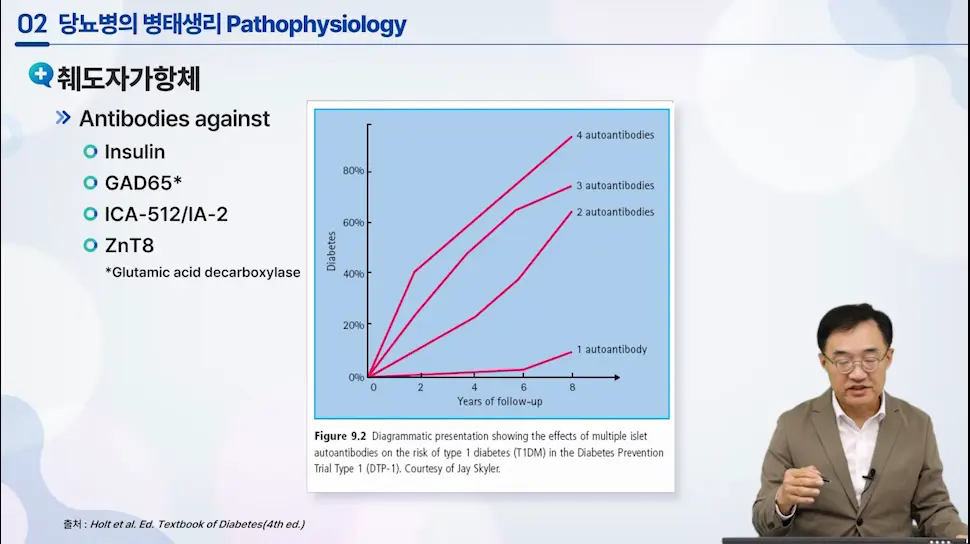 02 당뇨병의 병태생리 Pathophysiology
췌도자가항체
Antibodies against
Insulin
GAD65*
ICA-512/IA-2
ZnT8
*Glutamic acid decarboxylase
Diabetes
80%
60%
40%
20%
0%
0 2 4 6 8
Years of follow-up
4 autoantibodies
3 autoantibodies
2 autoantibodies
1 autoantibody
Figure 9.2 Diagrammatic presentation showing the effects of multiple islet
autoantibodies on the risk of type 1 diabetes (T1DM) in the Diabetes Prevention
Trial Type 1 (DTP-1). Courtesy of Jay Skyler.
출처 : Holt et al. Ed. Textbook of Diabetes(4th ed.)